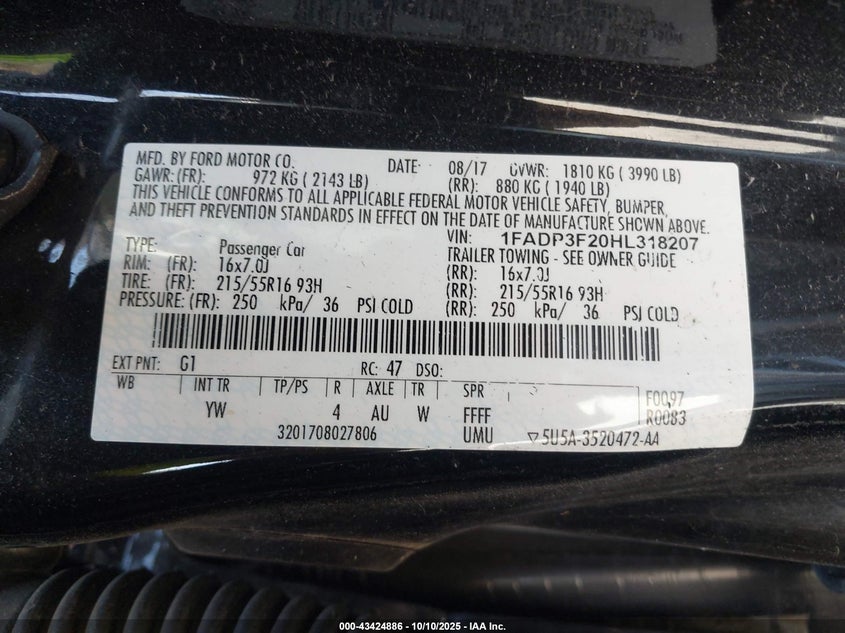 MFD. BY FORD MOTOR CO. DATE: 08/17 GVWR: 1810 KG ( 3990 LB)
GAWR: (FR): 972 KG ( 2143 LB) (RR): 880 KG ( 1940 LB)
THIS VEHICLE CONFORMS TO ALL APPLICABLE FEDERAL MOTOR VEHICLE SAFETY, BUMPER,
AND THEFT PREVENTION STANDARDS IN EFFECT ON THE DATE OF MANUFACTURE SHOWN ABOVE.
VIN: 1FADP3F20HL318207
TYPE: Passenger Car TRAILER TOWING - SEE OWNER GUIDE
RIM: (FR): 16x7.0J (RR): 16x7.0J
TIRE: (FR): 215/55R16 93H (RR): 215/55R16 93H
PRESSURE: (FR): 250 kPa/ 36 PSI COLD (RR): 250 kPa/ 36 PSI COLD
EXT PNT: G1 RC: 47 DSO:
WB INT TR TP/PS R AXLE TR SPR F0097
YW 4 AU W FFFF R0083
3201708027806 UMU ▽5U5A-3520472-AA
000-43424886 - 10/10/2025 - IAA Inc.